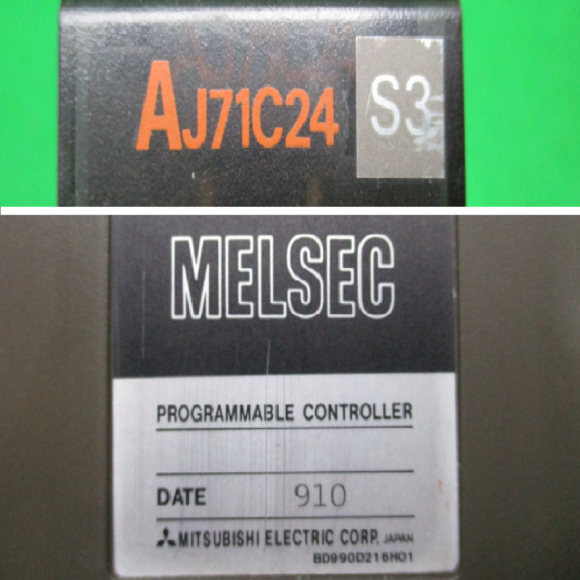 AJ71C24 S3
MELSEC
PROGRAMMABLE CONTROLLER
DATE 910
MITSUBISHI ELECTRIC CORP. JAPAN
BD990D216H01